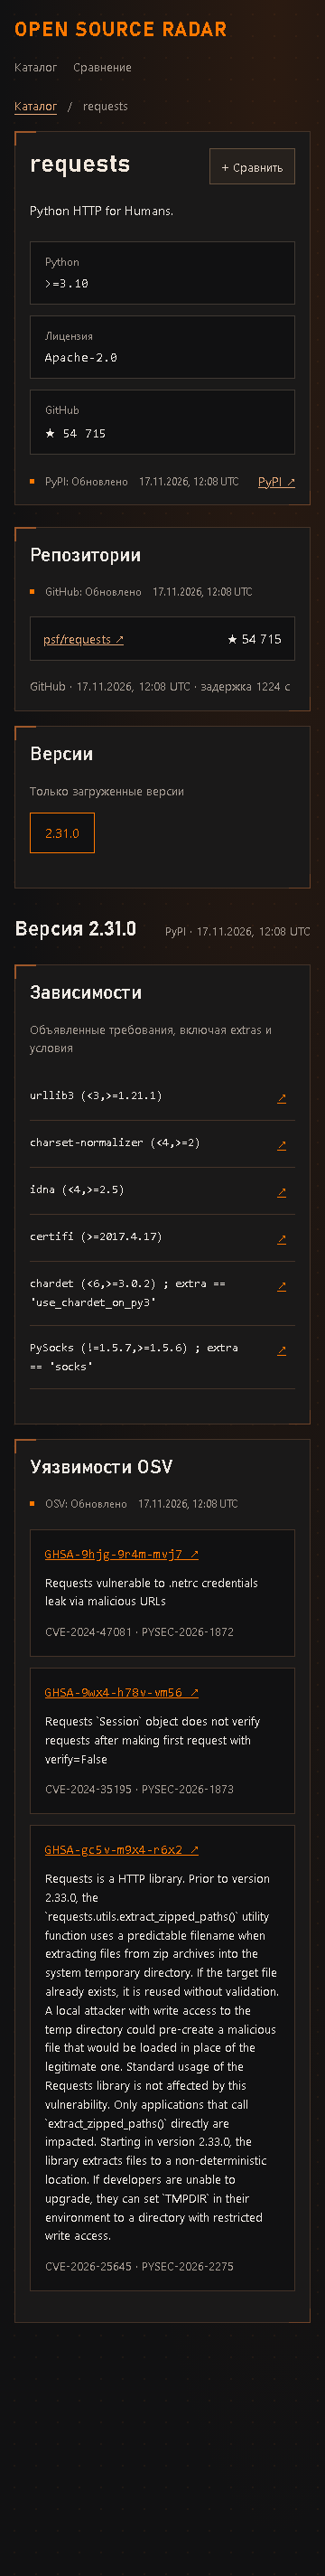 OPEN SOURCE RADAR
Каталог Сравнение
Каталог / requests
requests
+ Сравнить
Python HTTP for Humans.
Python
>=3.10
Лицензия
Apache-2.0
GitHub
★ 54 715
PyPI: Обновлено 17.11.2026, 12:08 UTC PyPI ↗
Репозитории
GitHub: Обновлено 17.11.2026, 12:08 UTC
psf/requests ↗ ★ 54 715
GitHub · 17.11.2026, 12:08 UTC · задержка 1224 с
Версии
Только загруженные версии
2.31.0
Версия 2.31.0 PyPI · 17.11.2026, 12:08 UTC
Зависимости
Объявленные требования, включая extras и
условия
urllib3 (<3,>=1.21.1) ↗
charset-normalizer (<4,>=2) ↗
idna (<4,>=2.5) ↗
certifi (>=2017.4.17) ↗
chardet (<6,>=3.0.2) ; extra == ↗
'use_chardet_on_py3'
PySocks (!=1.5.7,>=1.5.6) ; extra ↗
== 'socks'
Уязвимости OSV
OSV: Обновлено 17.11.2026, 12:08 UTC
GHSA-9hjg-9r4m-mvj7 ↗
Requests vulnerable to .netrc credentials
leak via malicious URLs
CVE-2024-47081 · PYSEC-2026-1872
GHSA-9wx4-h78v-vm56 ↗
Requests `Session` object does not verify
requests after making first request with
verify=False
CVE-2024-35195 · PYSEC-2026-1873
GHSA-gc5v-m9x4-r6x2 ↗
Requests is a HTTP library. Prior to version
2.33.0, the
`requests.utils.extract_zipped_paths()` utility
function uses a predictable filename when
extracting files from zip archives into the
system temporary directory. If the target file
already exists, it is reused without validation.
A local attacker with write access to the
temp directory could pre-create a malicious
file that would be loaded in place of the
legitimate one. Standard usage of the
Requests library is not affected by this
vulnerability. Only applications that call
`extract_zipped_paths()` directly are
impacted. Starting in version 2.33.0, the
library extracts files to a non-deterministic
location. If developers are unable to
upgrade, they can set `TMPDIR` in their
environment to a directory with restricted
write access.
CVE-2026-25645 · PYSEC-2026-2275